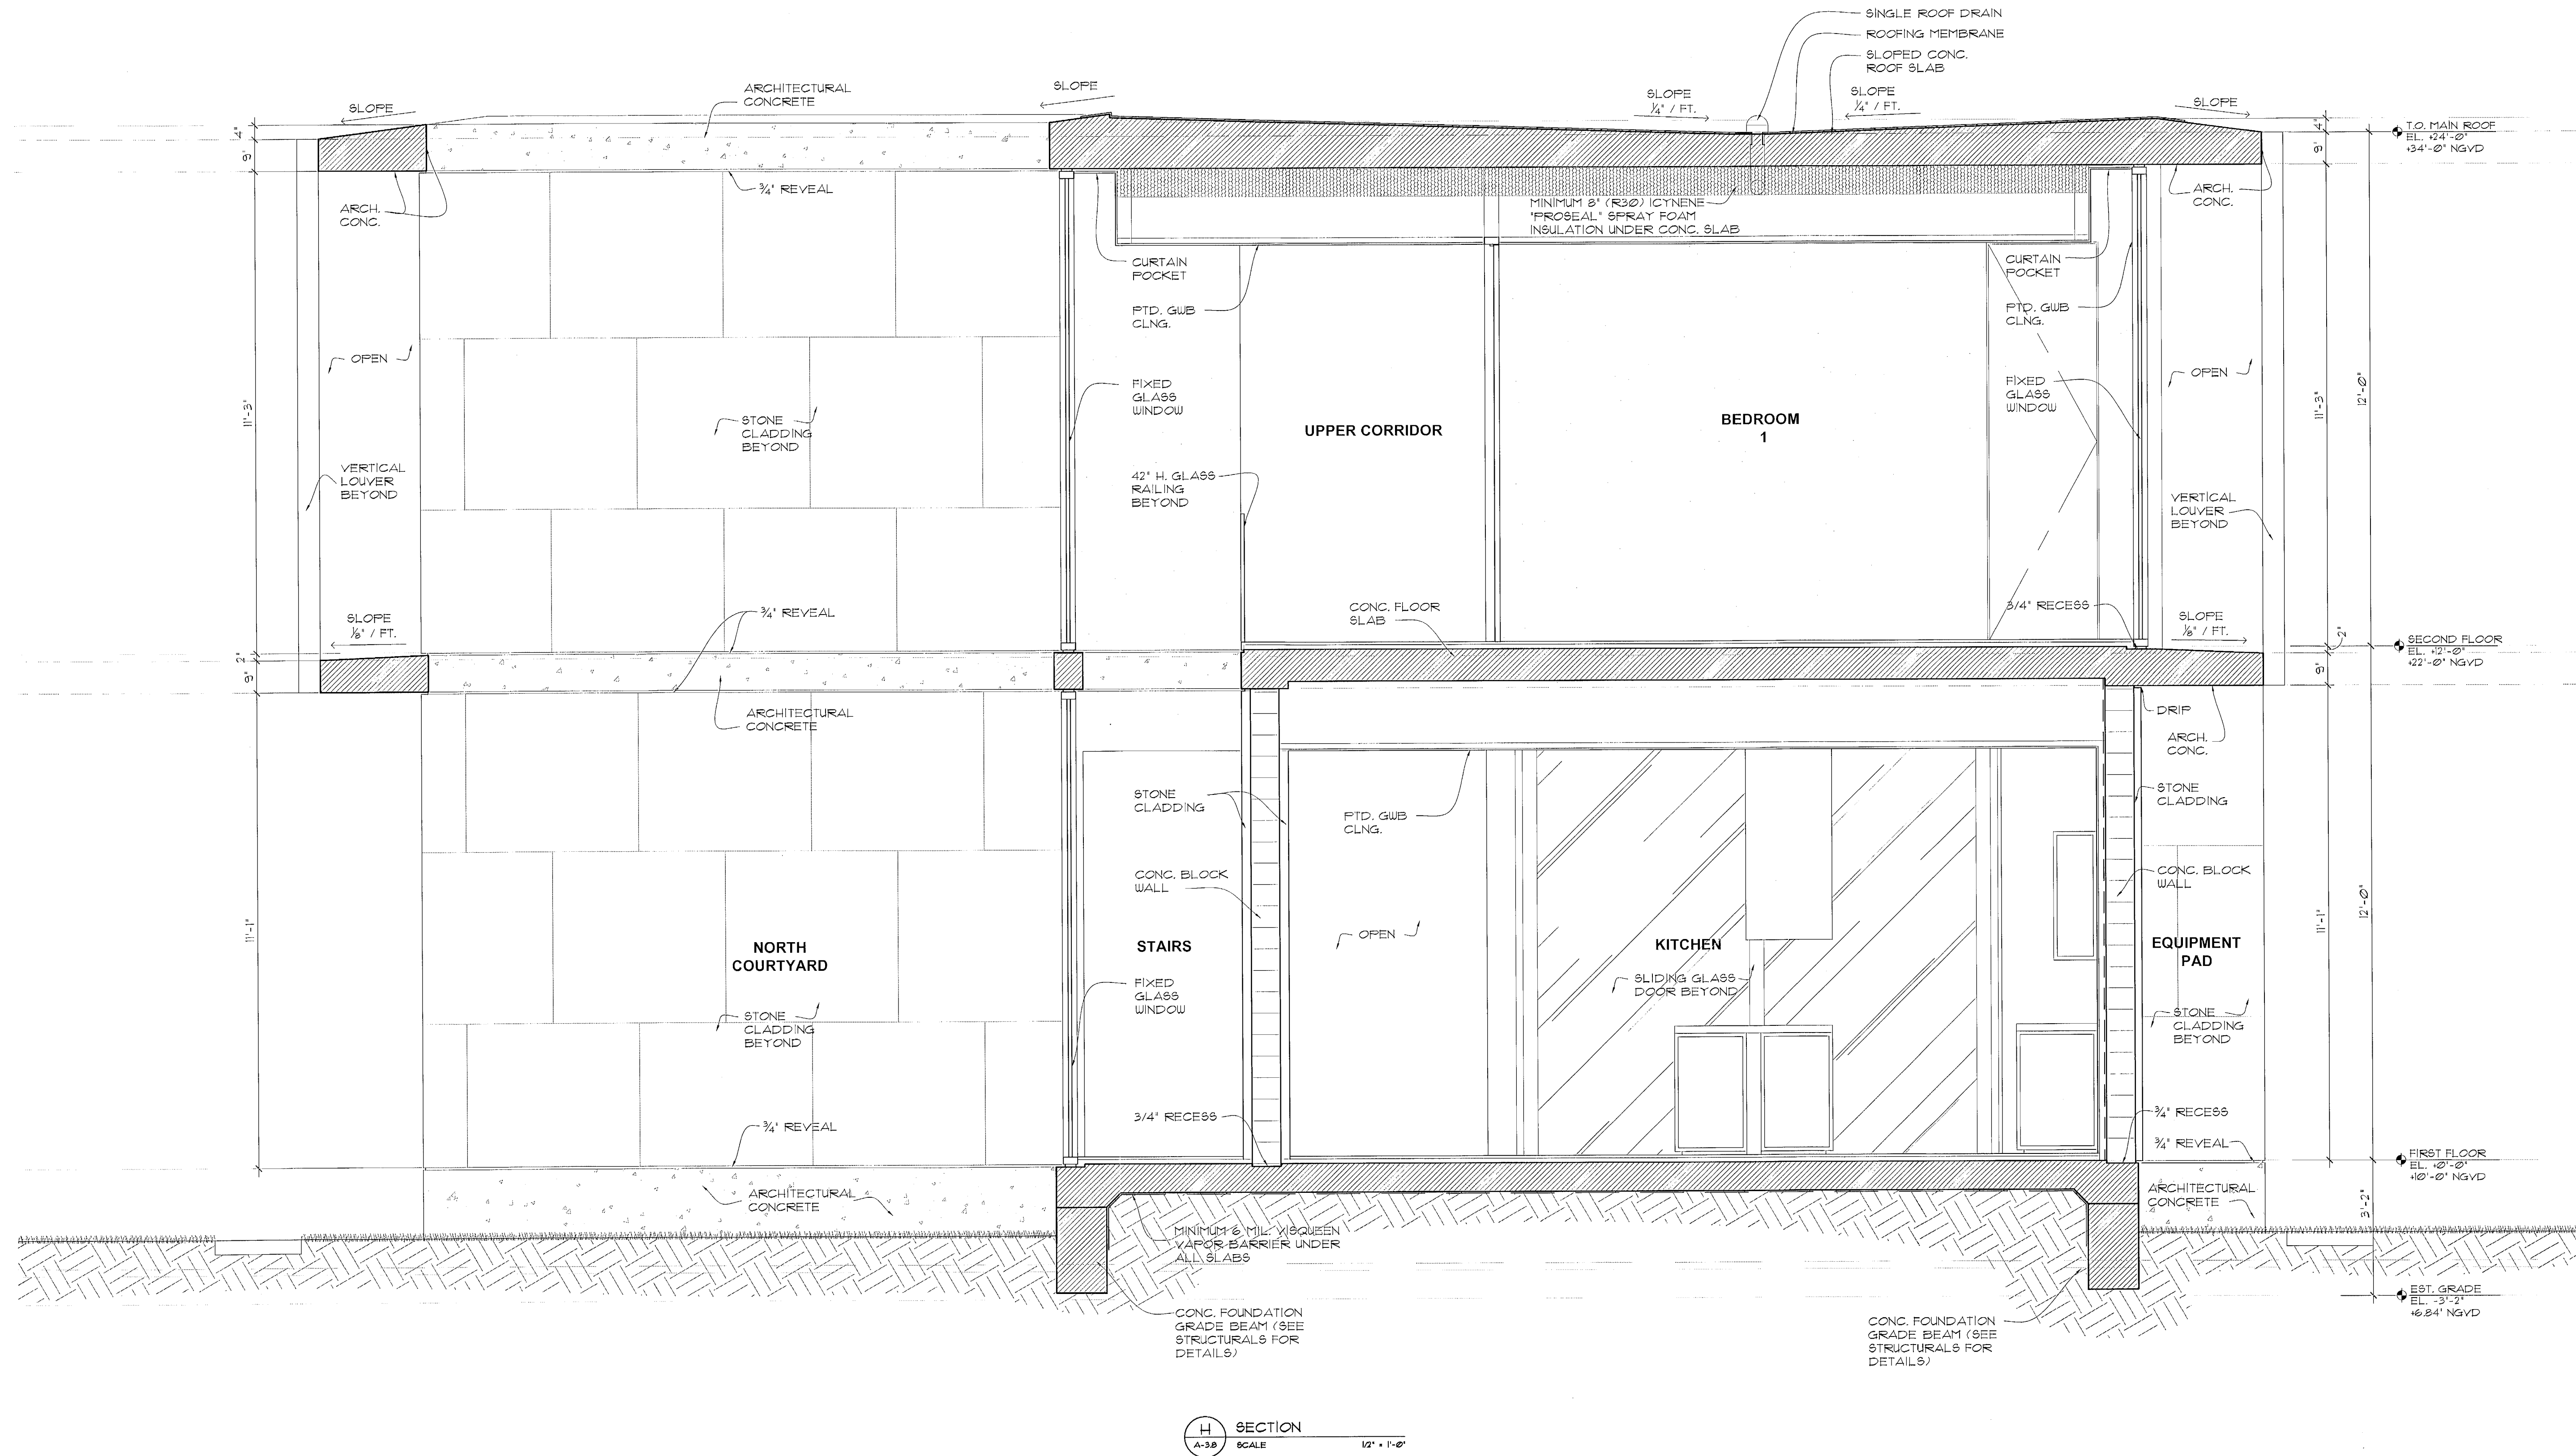 SINGLE ROOF DRAIN
ROOFING MEMBRANE
SLOPED CONC.
ROOF SLAB
SLOPE
ARCHITECTURAL
CONCRETE
SLOPE
SLOPE
1/4" / FT.
SLOPE
1/4" / FT.
SLOPE
4"
9"
4"
9"
T.O. MAIN ROOF
EL. +24'-0"
+34'-0" NGVD
3/4" REVEAL
ARCH.
CONC.
ARCH.
CONC.
MINIMUM 8" (R30) ICYNENE
"PROSEAL" SPRAY FOAM
INSULATION UNDER CONC. SLAB
CURTAIN
POCKET
CURTAIN
POCKET
PTD. GWB
CLNG.
PTD. GWB
CLNG.
OPEN
OPEN
FIXED
GLASS
WINDOW
FIXED
GLASS
WINDOW
11'-3"
11'-3"
12'-0"
STONE
CLADDING
BEYOND
UPPER CORRIDOR
BEDROOM
1
VERTICAL
LOUVER
BEYOND
42" H. GLASS
RAILING
BEYOND
VERTICAL
LOUVER
BEYOND
SLOPE
1/8" / FT.
3/4" REVEAL
CONC. FLOOR
SLAB
3/4" RECESS
SLOPE
1/8" / FT.
2"
9"
2"
9"
SECOND FLOOR
EL. +12'-0"
+22'-0" NGVD
ARCHITECTURAL
CONCRETE
DRIP
ARCH.
CONC.
STONE
CLADDING
PTD. GWB
CLNG.
STONE
CLADDING
CONC. BLOCK
WALL
CONC. BLOCK
WALL
11'-1"
11'-1"
12'-0"
NORTH
COURTYARD
STAIRS
OPEN
KITCHEN
SLIDING GLASS
DOOR BEYOND
EQUIPMENT
PAD
FIXED
GLASS
WINDOW
STONE
CLADDING
BEYOND
STONE
CLADDING
BEYOND
3/4" REVEAL
3/4" RECESS
3/4" RECESS
3/4" REVEAL
FIRST FLOOR
EL. +0'-0"
+10'-0" NGVD
ARCHITECTURAL
CONCRETE
ARCHITECTURAL
CONCRETE
3'-2"
MINIMUM 6 MIL. VISQUEEN
VAPOR BARRIER UNDER
ALL SLABS
EST. GRADE
EL. -3'-2"
+6.84' NGVD
CONC. FOUNDATION
GRADE BEAM (SEE
STRUCTURALS FOR
DETAILS)
CONC. FOUNDATION
GRADE BEAM (SEE
STRUCTURALS FOR
DETAILS)
H
A-3.8
SECTION
SCALE 1/2" = 1'-0"